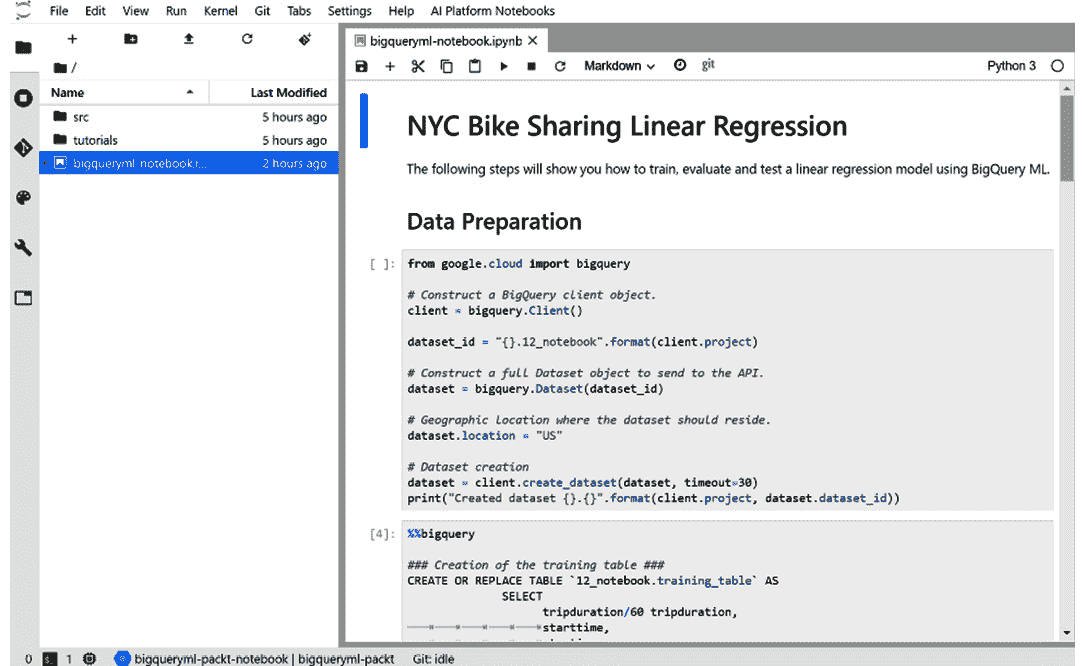 File Edit View Run Kernel Git Tabs Settings Help AI Platform Notebooks
bigqueryml-notebook.ipynb
Markdown git Python 3
/
Name Last Modified
src 5 hours ago
tutorials 5 hours ago
bigqueryml-notebook.i... 2 hours ago
NYC Bike Sharing Linear Regression
The following steps will show you how to train, evaluate and test a linear regression model using BigQuery ML.
Data Preparation
[ ]: from google.cloud import bigquery
# Construct a BigQuery client object.
client = bigquery.Client()
dataset_id = "{}.12_notebook".format(client.project)
# Construct a full Dataset object to send to the API.
dataset = bigquery.Dataset(dataset_id)
# Geographic location where the dataset should reside.
dataset.location = "US"
# Dataset creation
dataset = client.create_dataset(dataset, timeout=30)
print("Created dataset {}.{}".format(client.project, dataset.dataset_id))
[4]: %%bigquery
### Creation of the training table ###
CREATE OR REPLACE TABLE `12_notebook.training_table` AS
SELECT
tripduration/60 tripduration,
starttime,
0 1 bigqueryml-packt-notebook | bigqueryml-packt Git: idle